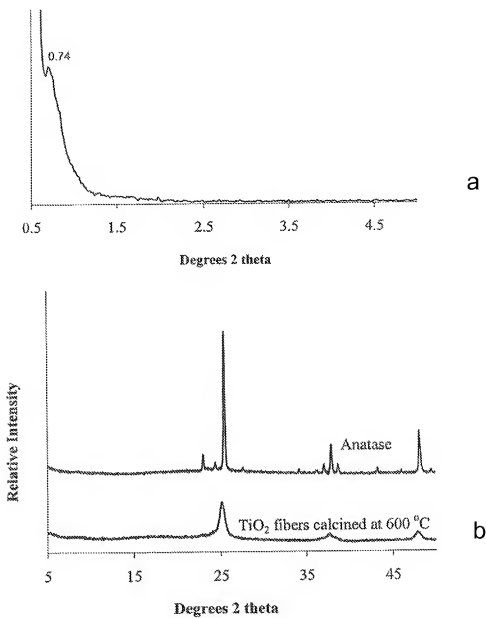 0.74
a
0.5 1.5 2.5 3.5 4.5
Degrees 2 theta
Relative Intensity
Anatase
TiO₂ fibers calcined at 600 °C
b
5 25 35 45
Degrees 2 theta